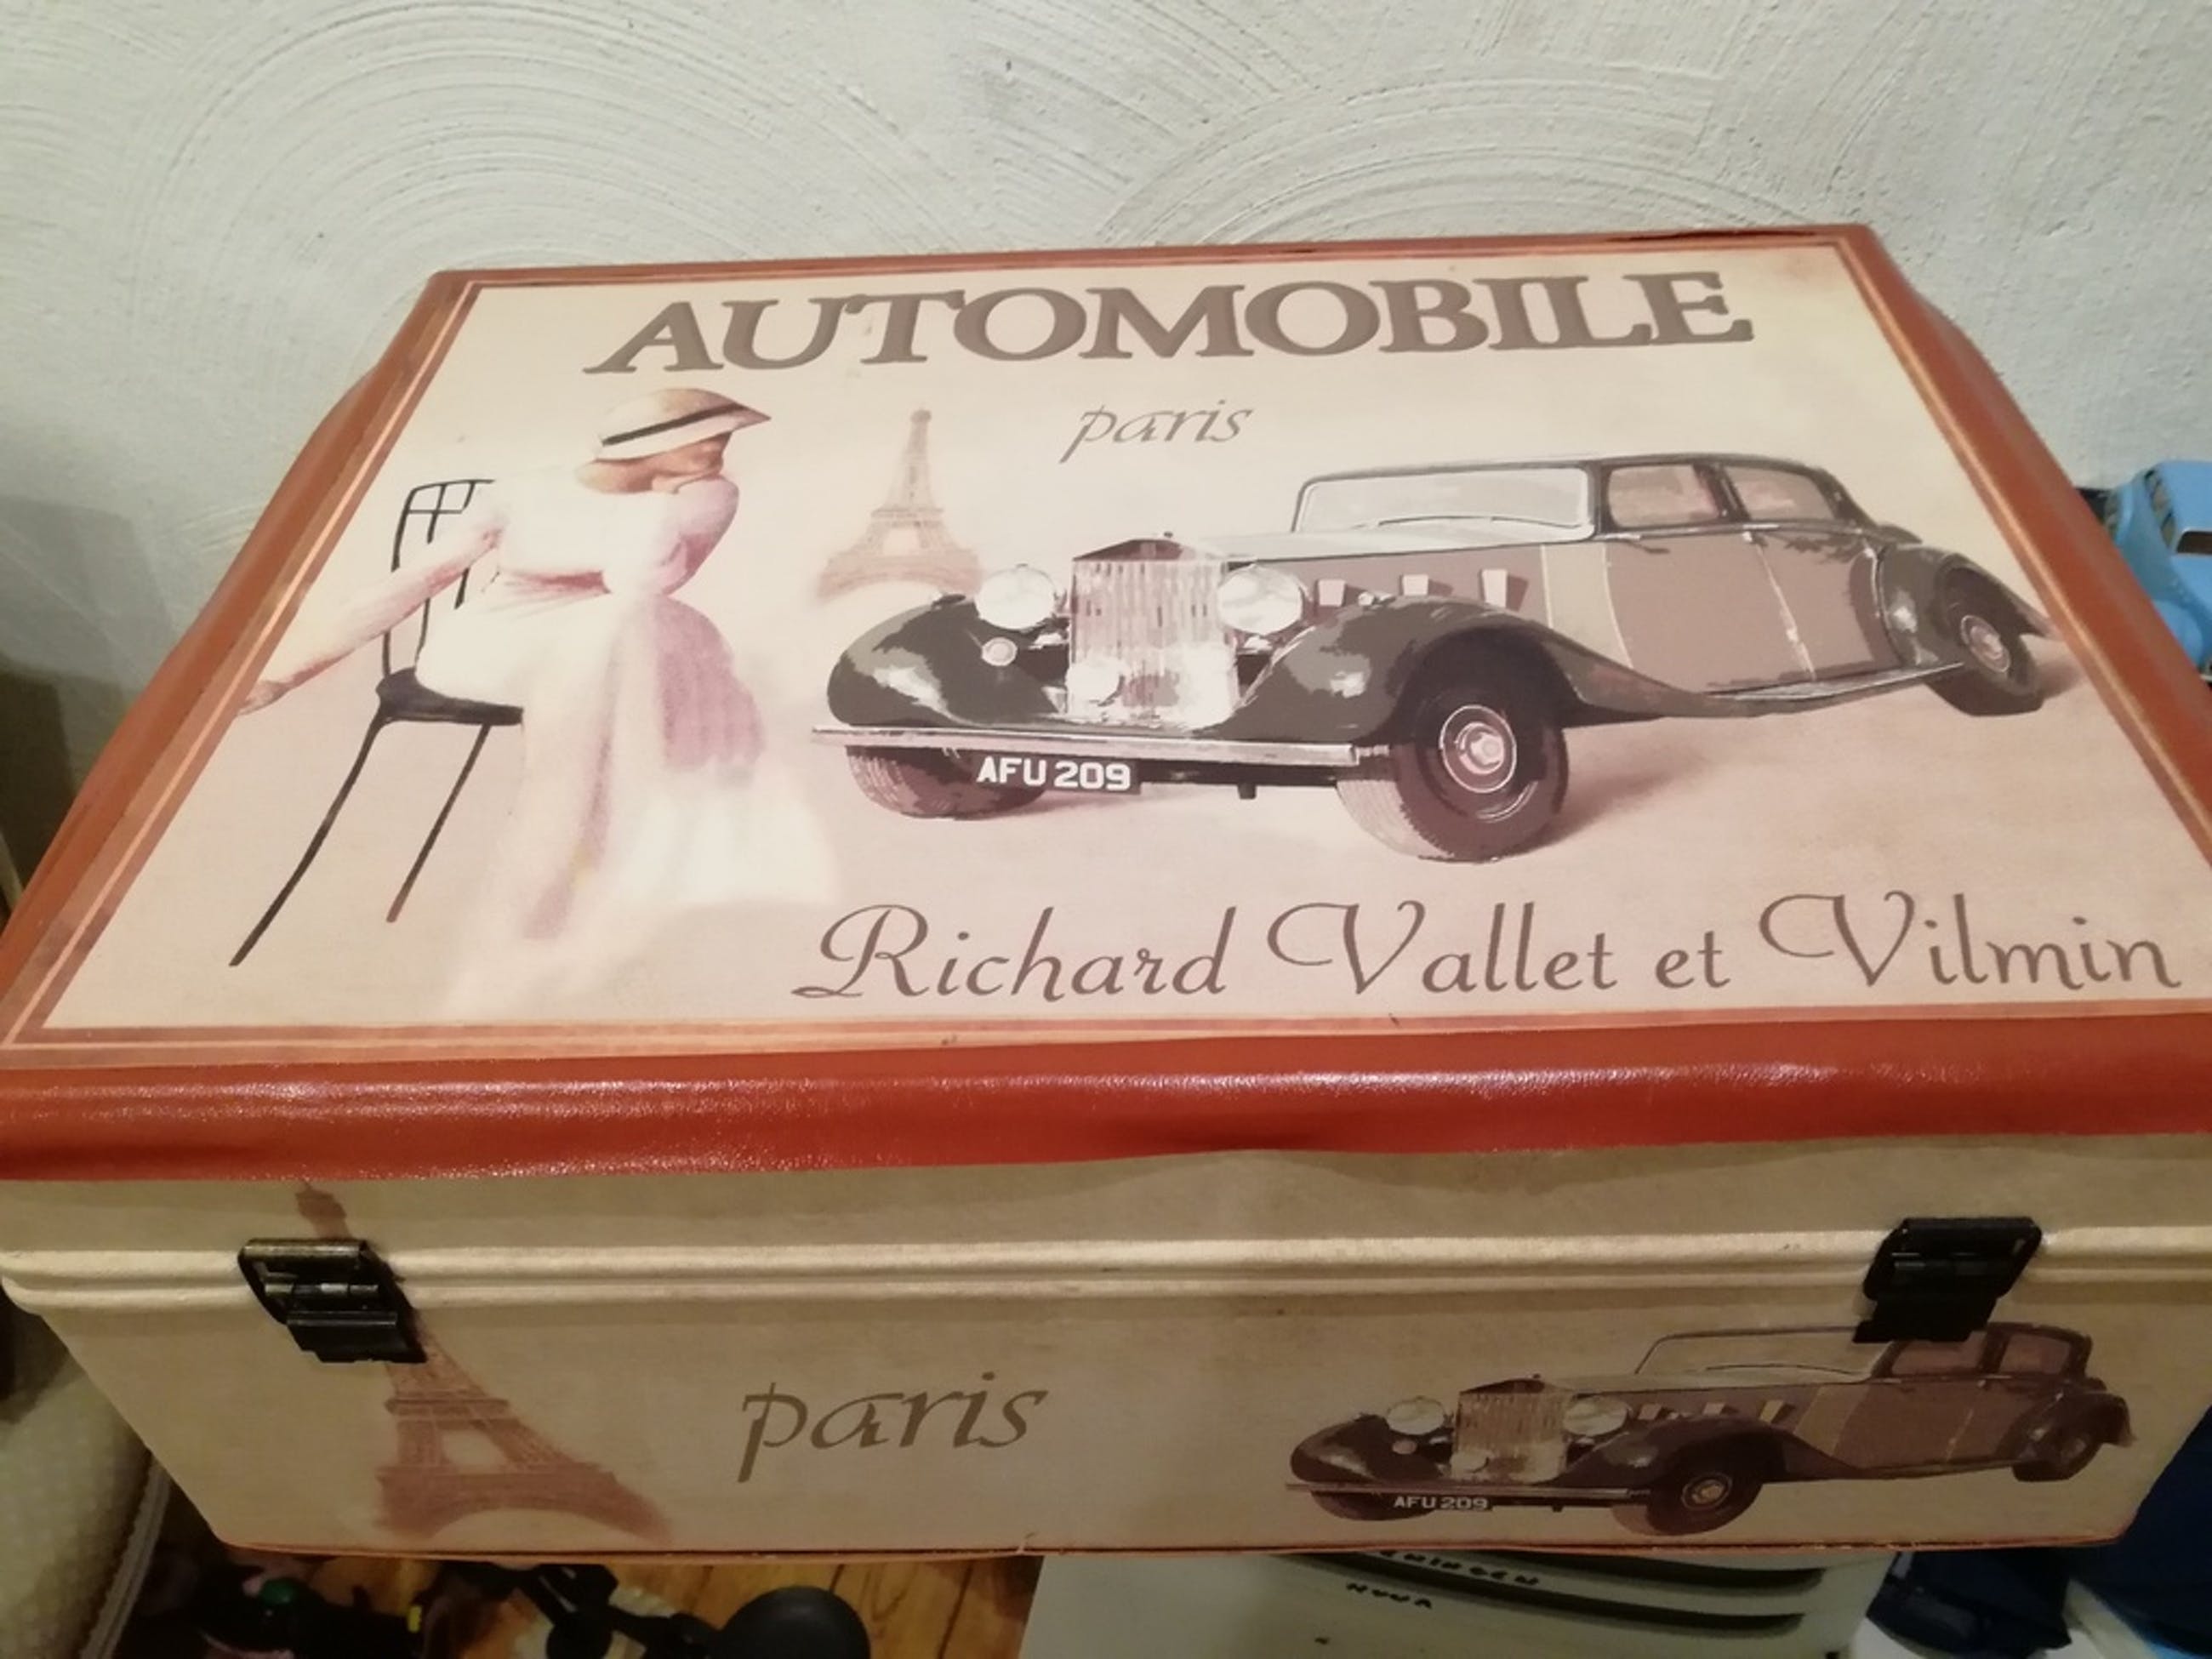 AUTOMOBILE
paris
AFU 209
Richard Vallet et Vilmin
paris
AFU 209